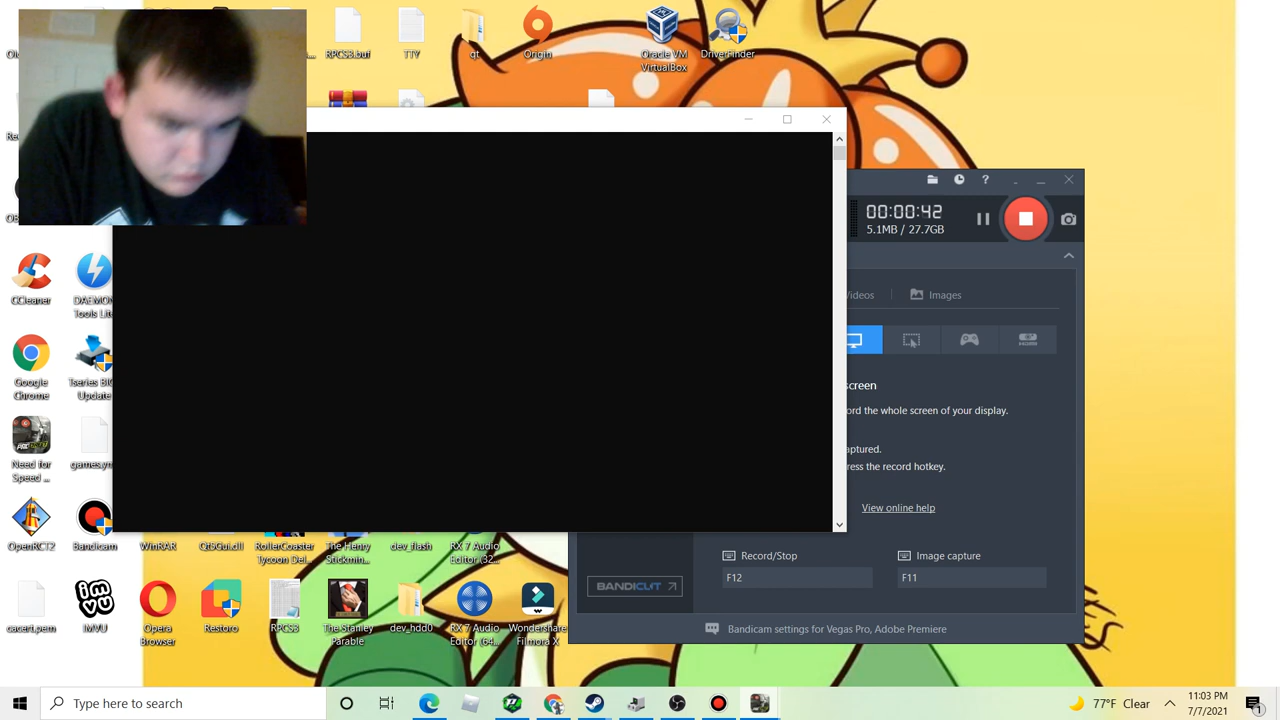 RPCS3.buf
TTY
qt
Origin
Oracle VM
VirtualBox
DriverFinder
00:00:42
5.1MB / 27.7GB
Videos
Images
CCleaner
DAEMON
Tools Lite
Google
Chrome
Tseries BIO
Update
screen
ord the whole screen of your display.
aptured.
ress the record hotkey.
View online help
Need for
Speed ...
games.ym
OpenRCT2
Bandicam
WinRAR
Qt5Gui.dll
RollerCoaster
Tycoon Del...
The Henry
Stickmin...
dev_flash
RX 7 Audio
Editor (32...
Record/Stop
Image capture
F12
F11
BANDICUT
cacert.pem
IMVU
Opera
Browser
Restoro
RPCS3
The Stanley
Parable
dev_hdd0
RX 7 Audio
Editor (64...
Wondershare
Filmora X
Bandicam settings for Vegas Pro, Adobe Premiere
Type here to search
77°F Clear
11:03 PM
7/7/2021
1